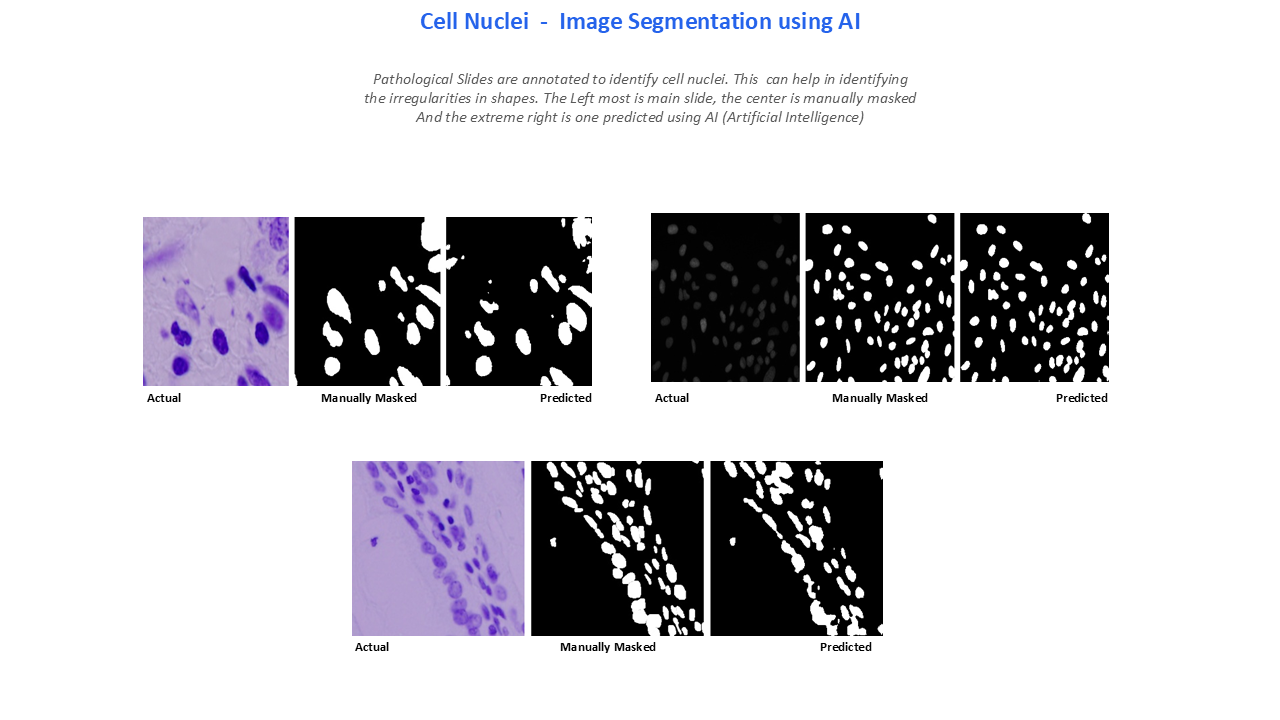 Cell Nuclei - Image Segmentation using AI
Pathological Slides are annotated to identify cell nuclei. This can help in identifying
the irregularities in shapes. The Left most is main slide, the center is manually masked
And the extreme right is one predicted using AI (Artificial Intelligence)
Actual Manually Masked Predicted
Actual Manually Masked Predicted
Actual Manually Masked Predicted